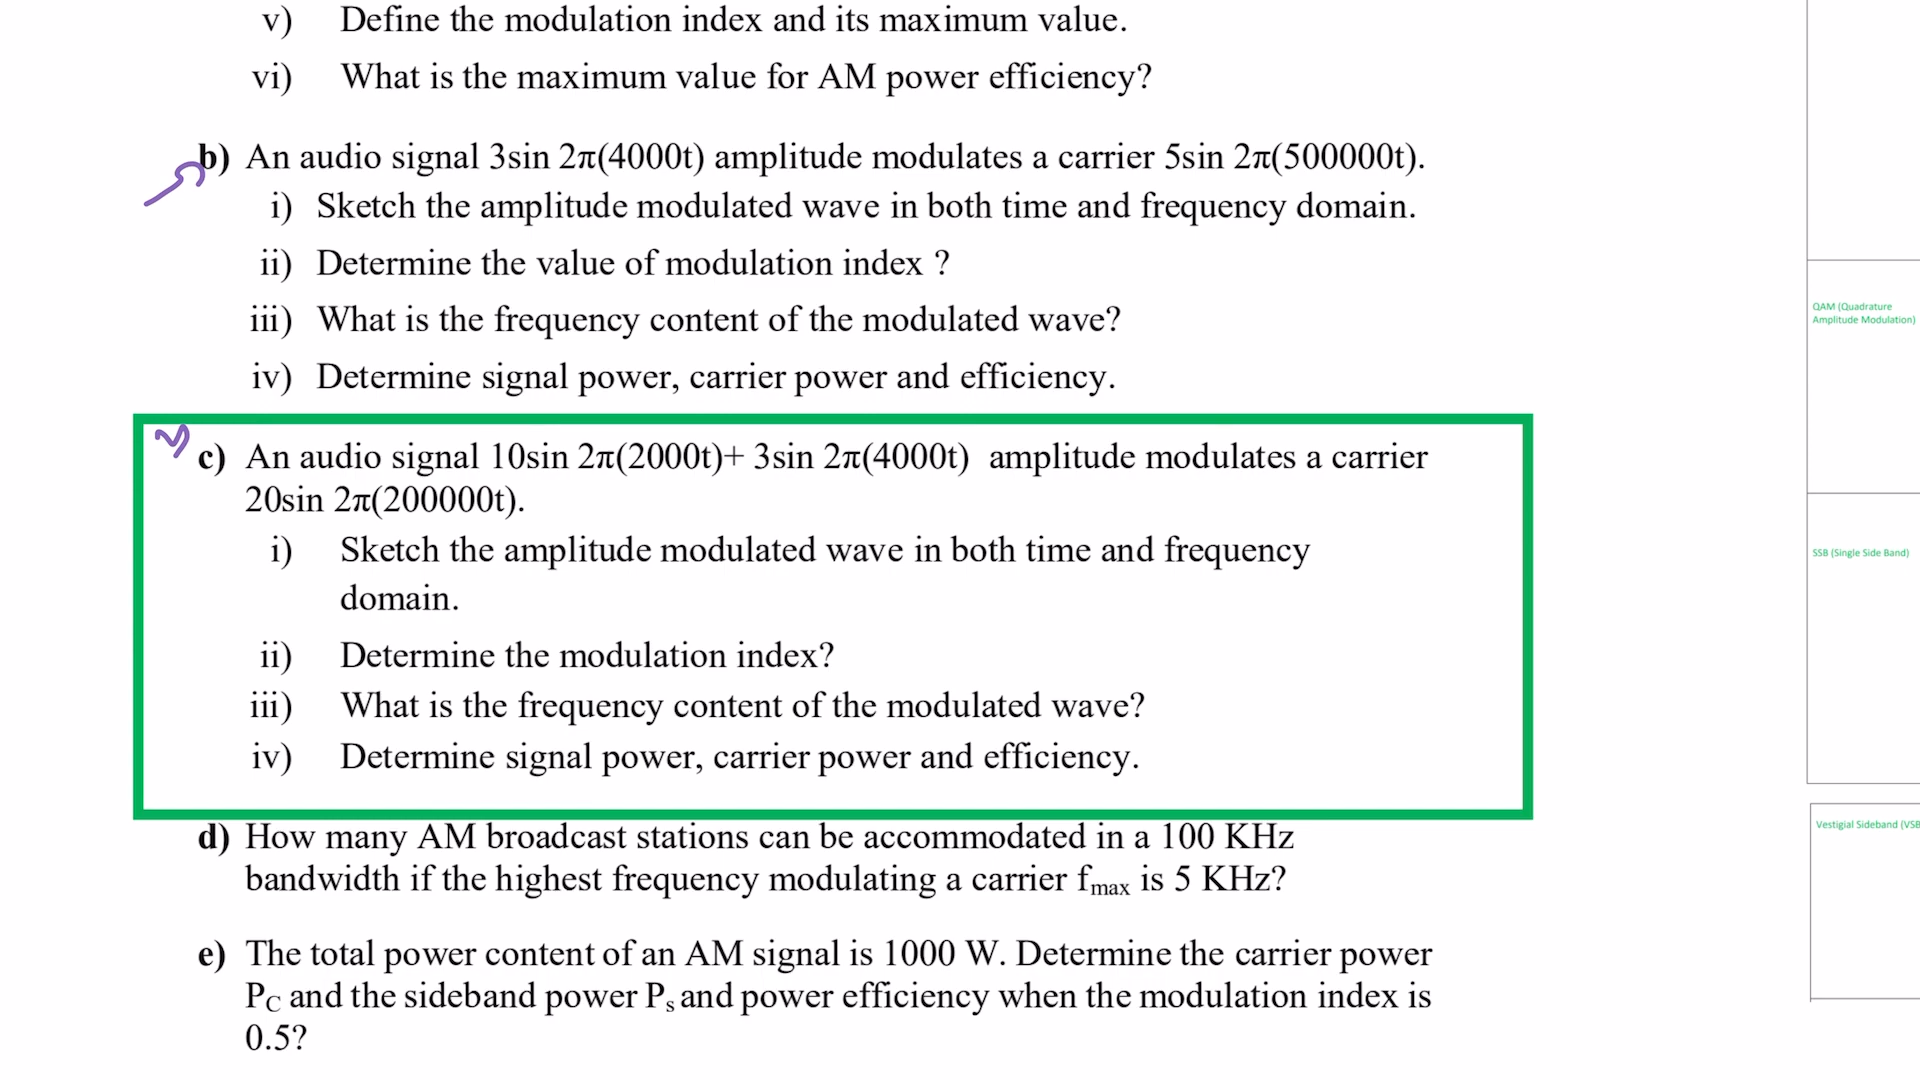 v) Define the modulation index and its maximum value.
vi) What is the maximum value for AM power efficiency?
b) An audio signal 3sin 2π(4000t) amplitude modulates a carrier 5sin 2π(500000t).
i) Sketch the amplitude modulated wave in both time and frequency domain.
ii) Determine the value of modulation index ?
iii) What is the frequency content of the modulated wave?
iv) Determine signal power, carrier power and efficiency.
c) An audio signal 10sin 2π(2000t)+ 3sin 2π(4000t) amplitude modulates a carrier
20sin 2π(200000t).
i) Sketch the amplitude modulated wave in both time and frequency
domain.
ii) Determine the modulation index?
iii) What is the frequency content of the modulated wave?
iv) Determine signal power, carrier power and efficiency.
d) How many AM broadcast stations can be accommodated in a 100 KHz
bandwidth if the highest frequency modulating a carrier fmax is 5 KHz?
e) The total power content of an AM signal is 1000 W. Determine the carrier power
PC and the sideband power Ps and power efficiency when the modulation index is
0.5?
QAM (Quadrature
Amplitude Modulation)
SSB (Single Side Band)
Vestigial Sideband (VSB